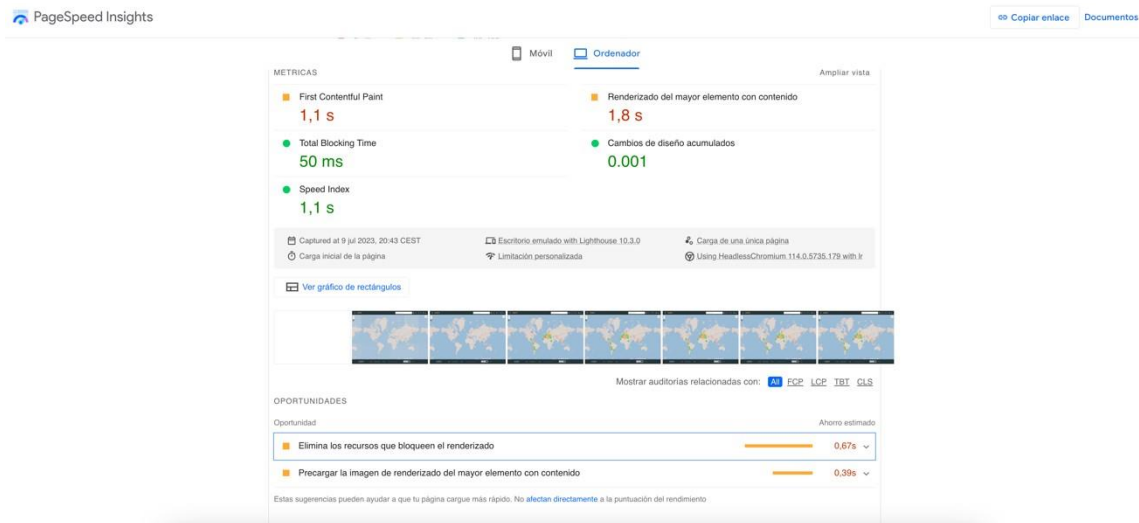 PageSpeed Insights
Copiar enlace
Documentos
Móvil
Ordenador
METRICAS
Ampliar vista
First Contentful Paint
1,1 s
Renderizado del mayor elemento con contenido
1,8 s
Total Blocking Time
50 ms
Cambios de diseño acumulados
0.001
Speed Index
1,1 s
Captured at 9 jul 2023, 20:43 CEST
Escritorio emulado with Lighthouse 10.3.0
Carga de una única página
Carga inicial de la página
Limitación personalizada
Using HeadlessChromium 114.0.5735.179 with lr
Ver gráfico de rectángulos
Mostrar auditorías relacionadas con: All FCP LCP TBT CLS
OPORTUNIDADES
Oportunidad
Ahorro estimado
Elimina los recursos que bloqueen el renderizado
0,67s
Precargar la imagen de renderizado del mayor elemento con contenido
0,39s
Estas sugerencias pueden ayudar a que tu página cargue más rápido. No afectan directamente a la puntuación del rendimiento